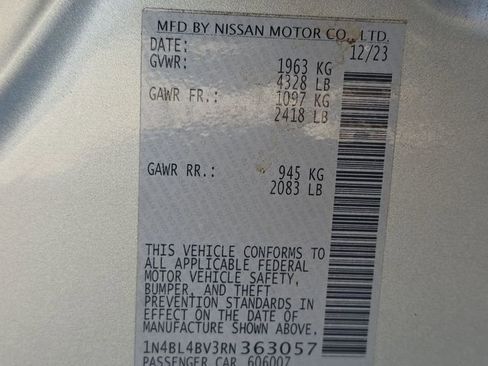 MFD BY NISSAN MOTOR CO., LTD.
DATE: 12/23
GVWR: 1963 KG
4328 LB
GAWR FR.: 1097 KG
2418 LB
GAWR RR.: 945 KG
2083 LB
THIS VEHICLE CONFORMS TO
ALL APPLICABLE FEDERAL
MOTOR VEHICLE SAFETY,
BUMPER, AND THEFT
PREVENTION STANDARDS IN
EFFECT ON THE DATE OF
MANUFACTURE SHOWN ABOVE.
1N4BL4BV3RN363057
PASSENGER CAR 606007